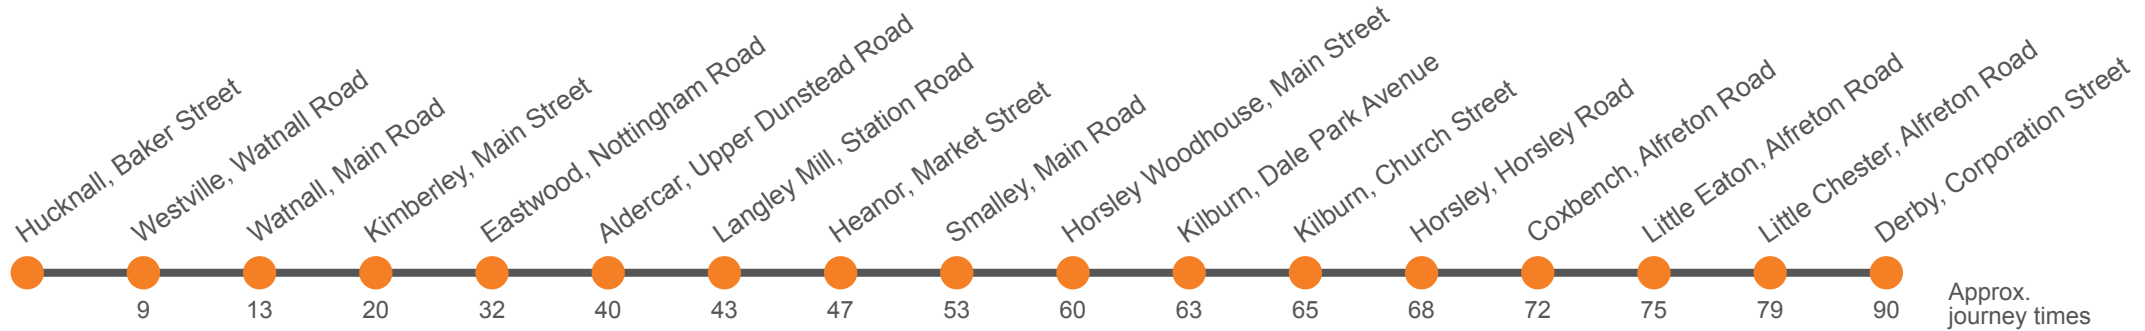 Hucknall, Baker Street
Westville, Watnall Road
Watnall, Main Road
Kimberley, Main Street
Eastwood, Nottingham Road
Aldercar, Upper Dunstead Road
Langley Mill, Station Road
Heanor, Market Street
Smalley, Main Road
Horsley Woodhouse, Main Street
Kilburn, Dale Park Avenue
Kilburn, Church Street
Horsley, Horsley Road
Coxbench, Alfreton Road
Little Eaton, Alfreton Road
Little Chester, Alfreton Road
Derby, Corporation Street
9 13 20 32 40 43 47 53 60 63 65 68 72 75 79 90
Approx.
journey times